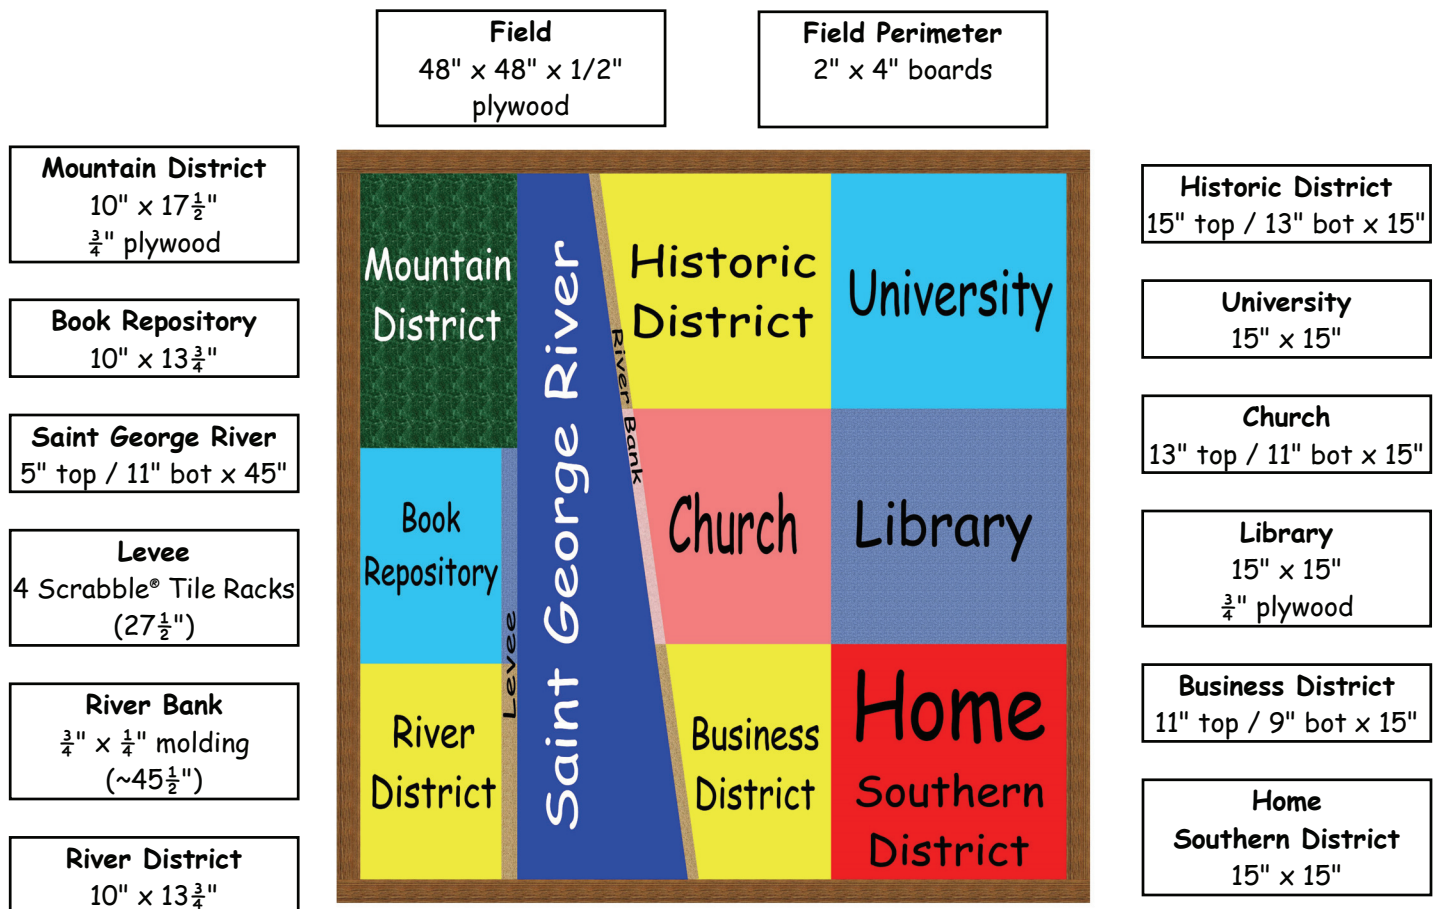 Field
48" x 48" x 1/2"
plywood
Field Perimeter
2" x 4" boards
Mountain District
10" x 17½"
¾" plywood
Book Repository
10" x 13¾"
Saint George River
5" top / 11" bot x 45"
Levee
4 Scrabble® Tile Racks
(27½")
River Bank
¾" x ¼" molding
(~45½")
River District
10" x 13¾"
Mountain
District
Book
Repository
River
District
Levee
Saint George River
River Bank
Historic
District
University
Church
Library
Business
District
Home
Southern
District
Historic District
15" top / 13" bot x 15"
University
15" x 15"
Church
13" top / 11" bot x 15"
Library
15" x 15"
¾" plywood
Business District
11" top / 9" bot x 15"
Home
Southern District
15" x 15"